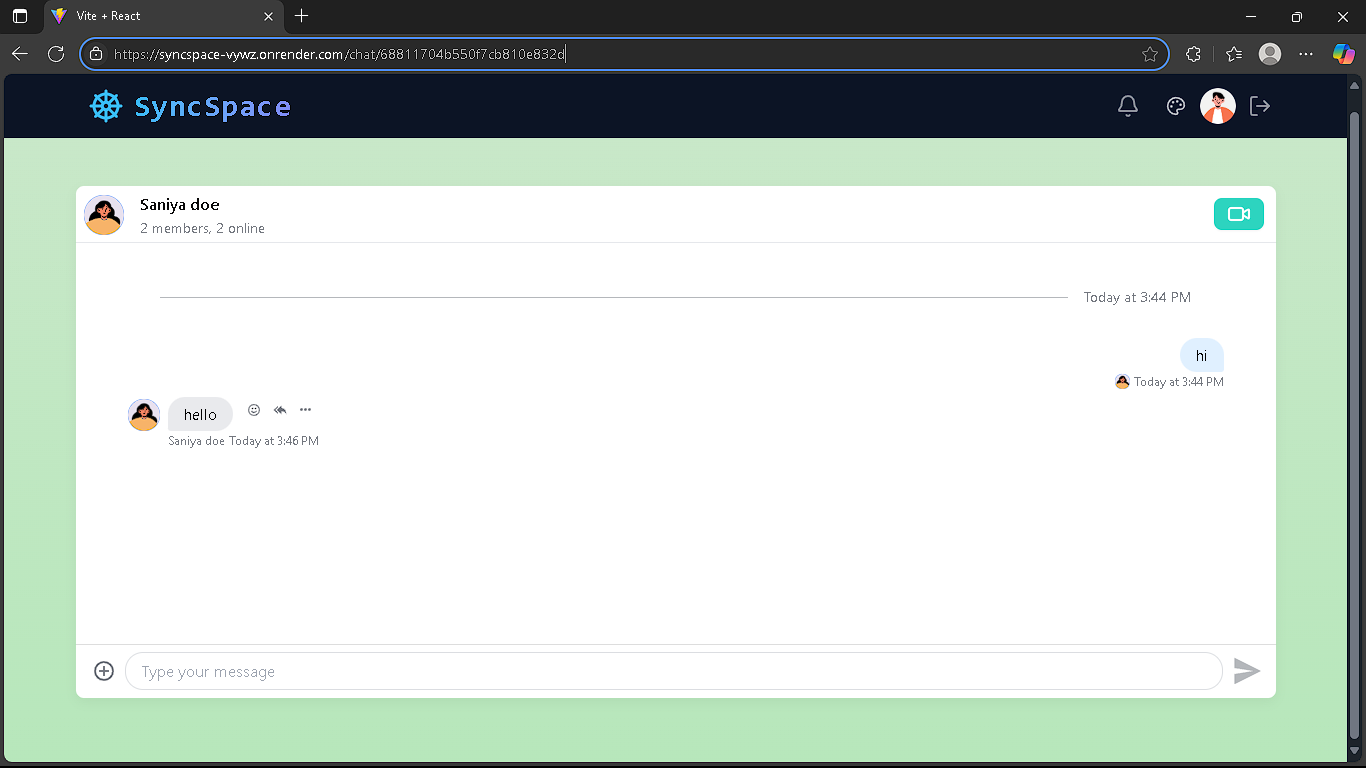 Vite + React
https://syncspace-vywz.onrender.com/chat/68811704b550f7cb810e832d
SyncSpace
Saniya doe
2 members, 2 online
Today at 3:44 PM
hi
Today at 3:44 PM
hello
Saniya doe Today at 3:46 PM
Type your message